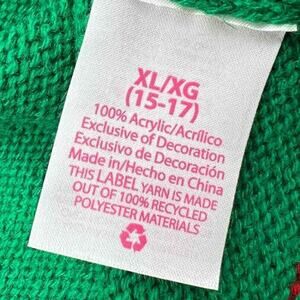 XL/XG
(15-17)
100% Acrylic/Acrílico
Exclusive of Decoration
Exclusivo de Decoración
Made in/Hecho en China
THIS LABEL YARN IS MADE
OUT OF 100% RECYCLED
POLYESTER MATERIALS